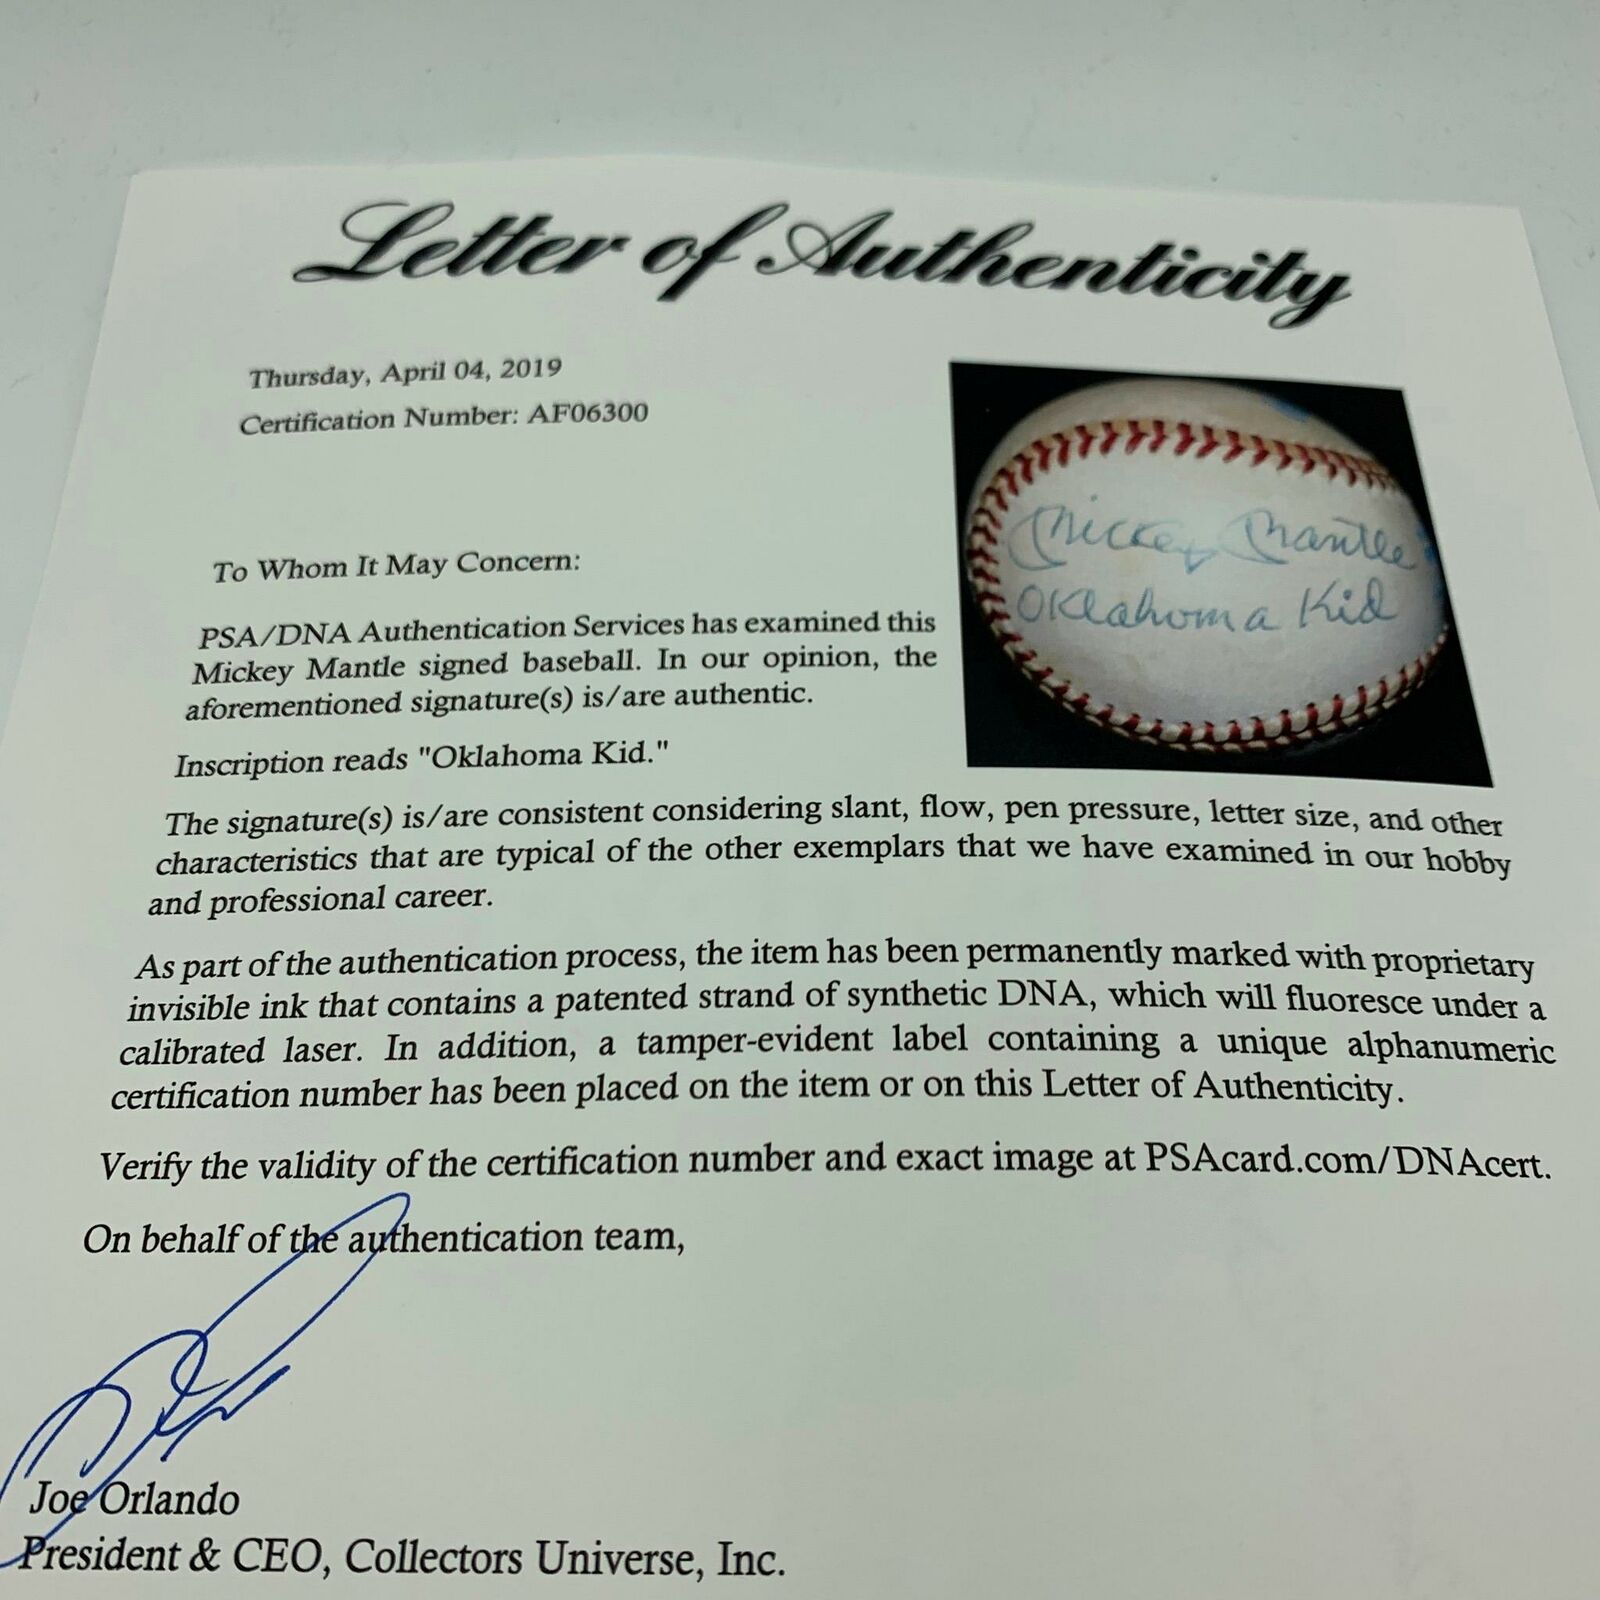 Letter of Authenticity
Thursday, April 04, 2019
Certification Number: AF06300
Mickey Mantle
Oklahoma Kid
To Whom It May Concern:
PSA/DNA Authentication Services has examined this
Mickey Mantle signed baseball. In our opinion, the
aforementioned signature(s) is/are authentic.
Inscription reads "Oklahoma Kid."
The signature(s) is/are consistent considering slant, flow, pen pressure, letter size, and other
characteristics that are typical of the other exemplars that we have examined in our hobby
and professional career.
As part of the authentication process, the item has been permanently marked with proprietary
invisible ink that contains a patented strand of synthetic DNA, which will fluoresce under a
calibrated laser. In addition, a tamper-evident label containing a unique alphanumeric
certification number has been placed on the item or on this Letter of Authenticity.
Verify the validity of the certification number and exact image at PSAcard.com/DNAcert.
On behalf of the authentication team,
Joe Orlando
President & CEO, Collectors Universe, Inc.